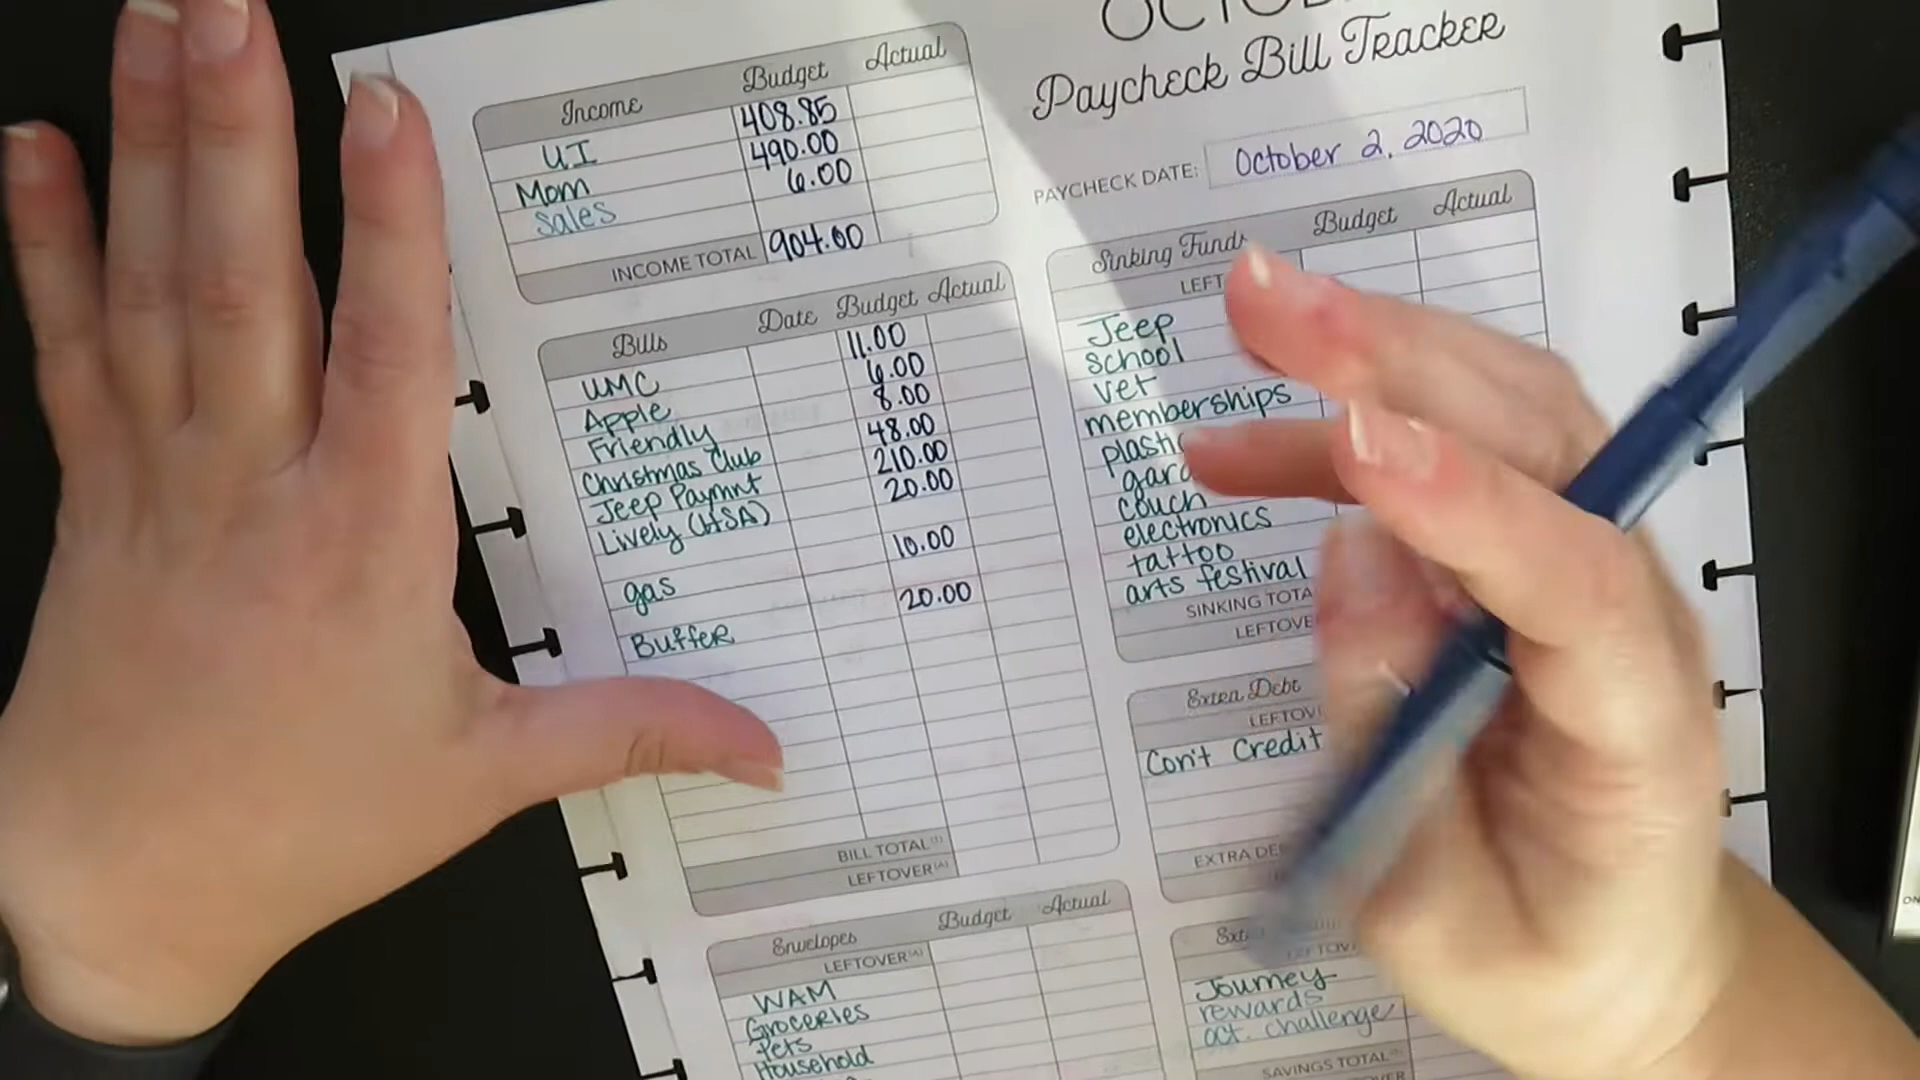 Paycheck Bill Tracker
PAYCHECK DATE: October 2, 2020
Income Budget Actual
UI 408.85
Mom 490.00
Sales 6.00
INCOME TOTAL 904.00
Bills Date Budget Actual
UMC 11.00
Apple 6.00
Friendly 8.00
Christmas Club 48.00
Jeep Paymnt 210.00
Lively (HSA) 20.00
gas 10.00
Buffer 20.00
BILL TOTAL
LEFTOVER(A)
Envelopes Budget Actual
LEFTOVER(A)
WAM
Groceries
Pets
Household
Sinking Funds Budget Actual
Jeep
School
Vet
memberships
couch
electronics
tattoo
arts festival
Extra Debt
Con't Credit
Journey
rewards
oct. challenge
SAVINGS TOTAL